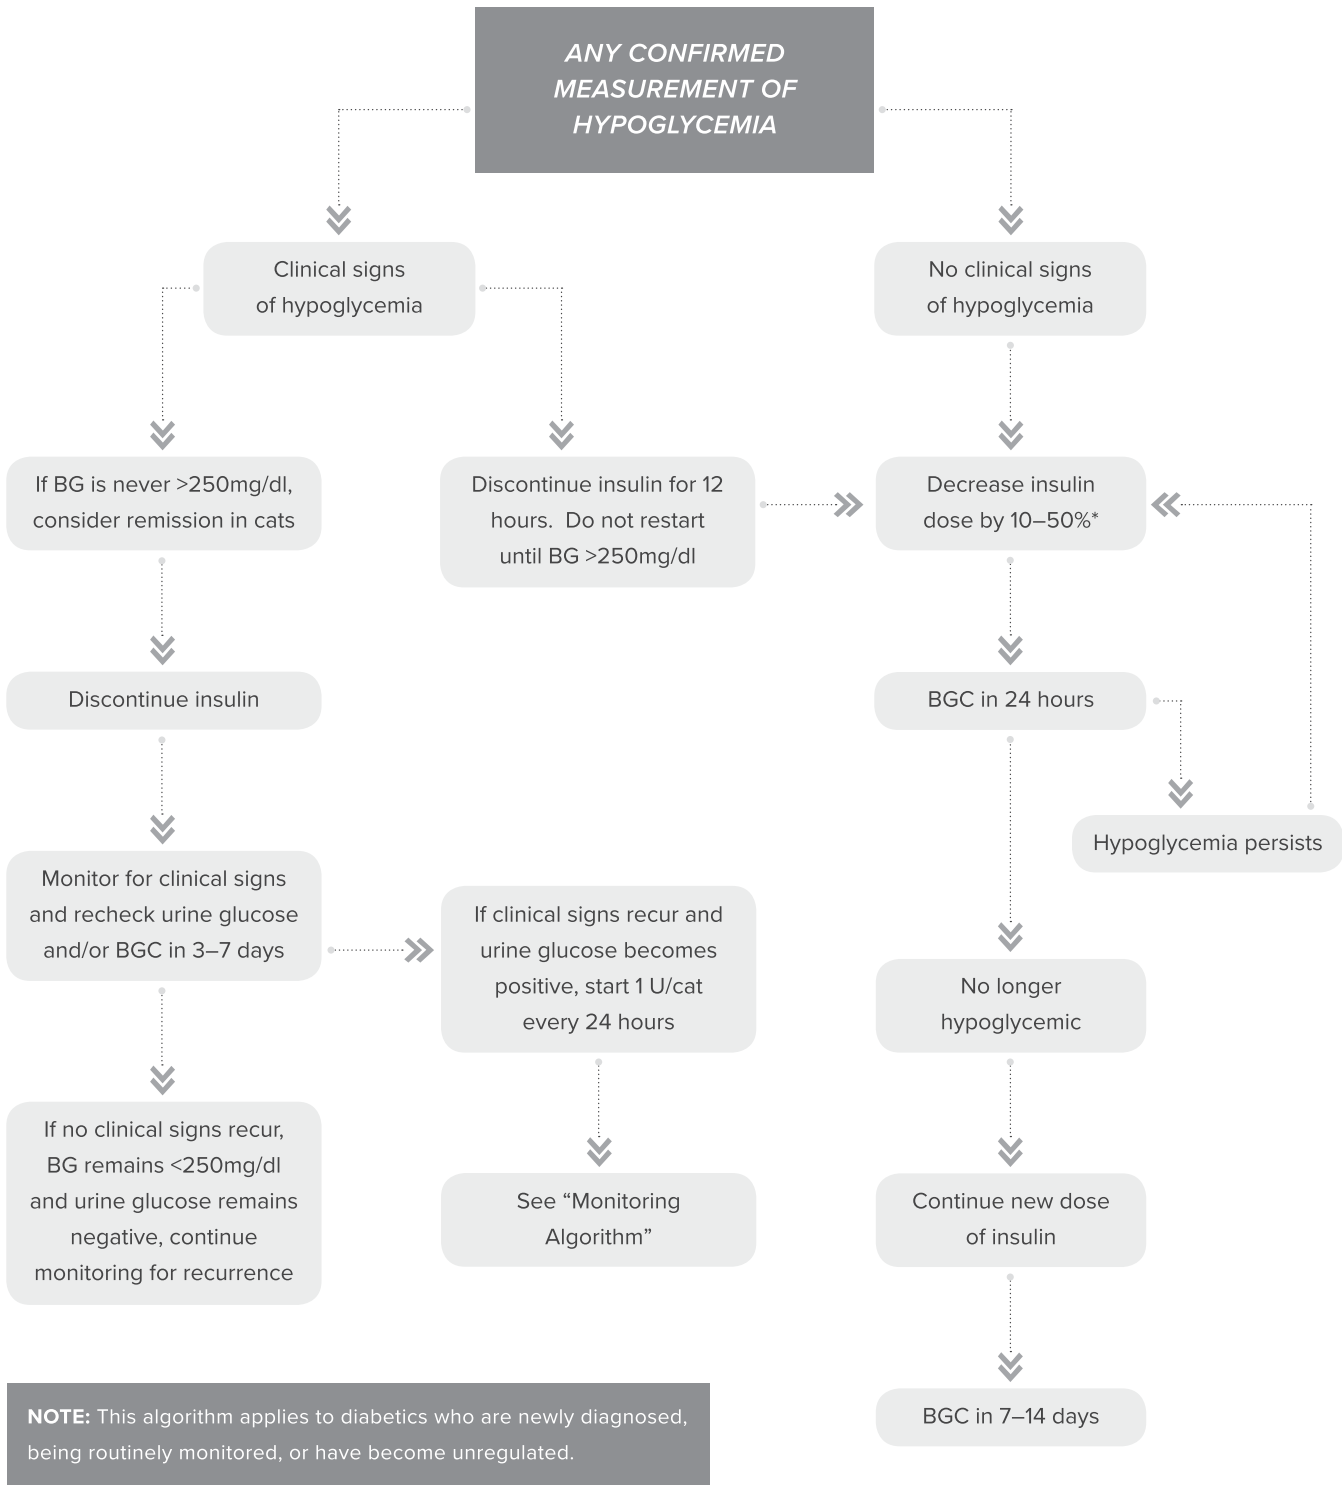 ANY CONFIRMED
MEASUREMENT OF
HYPOGLYCEMIA
Clinical signs
of hypoglycemia
No clinical signs
of hypoglycemia
If BG is never >250mg/dl,
consider remission in cats
Discontinue insulin for 12
hours.  Do not restart
until BG >250mg/dl
Decrease insulin
dose by 10–50%*
Discontinue insulin
BGC in 24 hours
Hypoglycemia persists
Monitor for clinical signs
and recheck urine glucose
and/or BGC in 3–7 days
If clinical signs recur and
urine glucose becomes
positive, start 1 U/cat
every 24 hours
No longer
hypoglycemic
If no clinical signs recur,
BG remains <250mg/dl
and urine glucose remains
negative, continue
monitoring for recurrence
See “Monitoring
Algorithm”
Continue new dose
of insulin
BGC in 7–14 days
NOTE: This algorithm applies to diabetics who are newly diagnosed,
being routinely monitored, or have become unregulated.